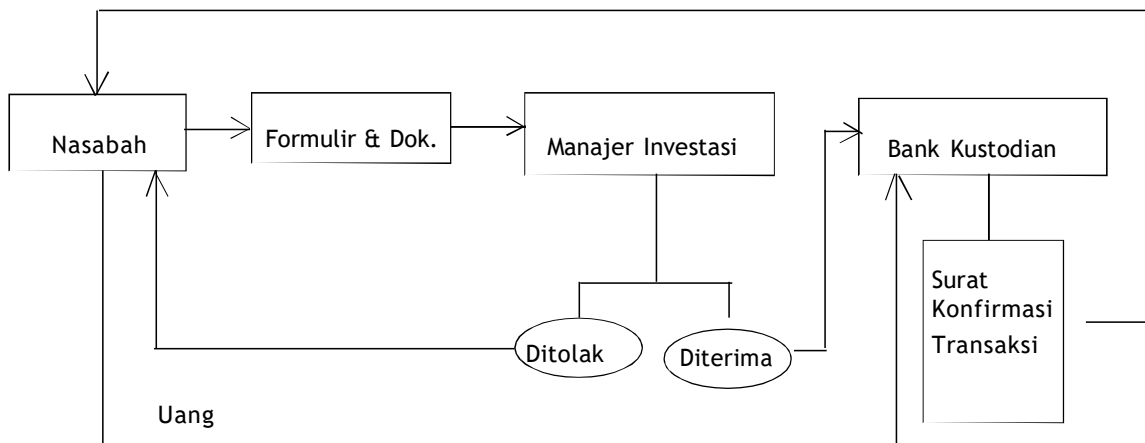 Nasabah
Formulir & Dok.
Manajer Investasi
Bank Kustodian
Surat
Konfirmasi
Transaksi
Ditolak
Diterima
Uang